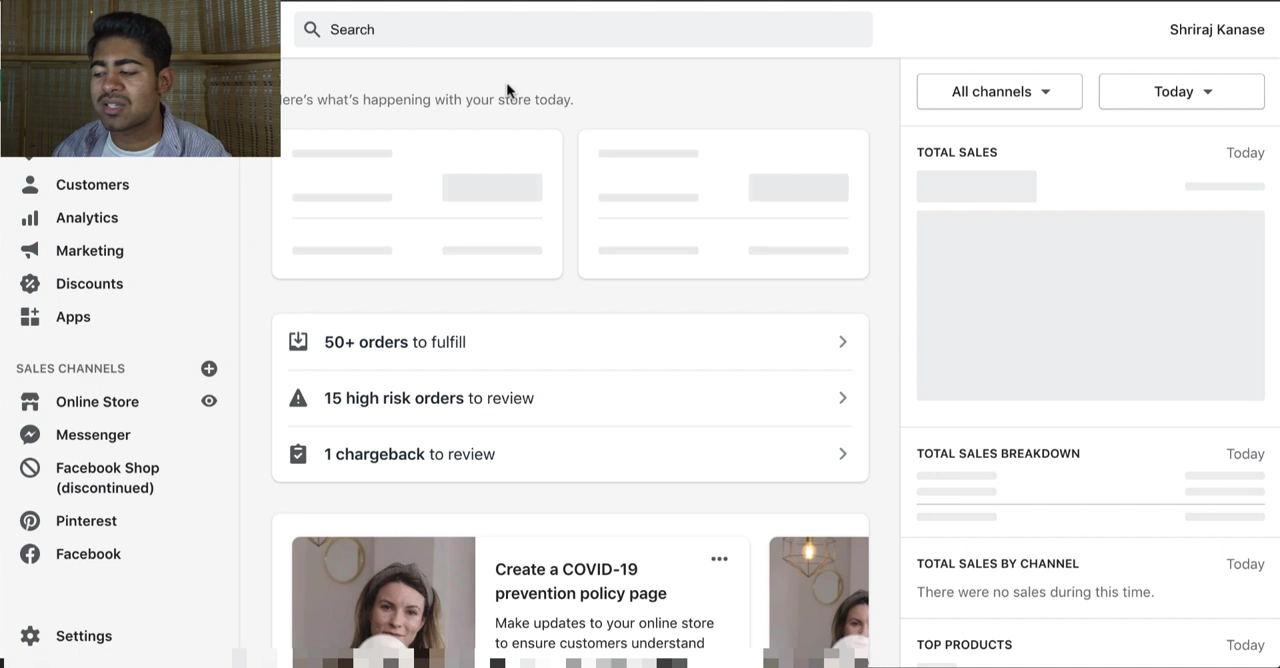 Search
Shriraj Kanase
ere's what's happening with your store today.
All channels
Today
TOTAL SALES
Today
Customers
Analytics
Marketing
Discounts
Apps
SALES CHANNELS
Online Store
Messenger
Facebook Shop
(discontinued)
Pinterest
Facebook
Settings
50+ orders to fulfill
15 high risk orders to review
1 chargeback to review
Create a COVID-19
prevention policy page
Make updates to your online store
to ensure customers understand
TOTAL SALES BREAKDOWN
Today
TOTAL SALES BY CHANNEL
Today
There were no sales during this time.
TOP PRODUCTS
Today